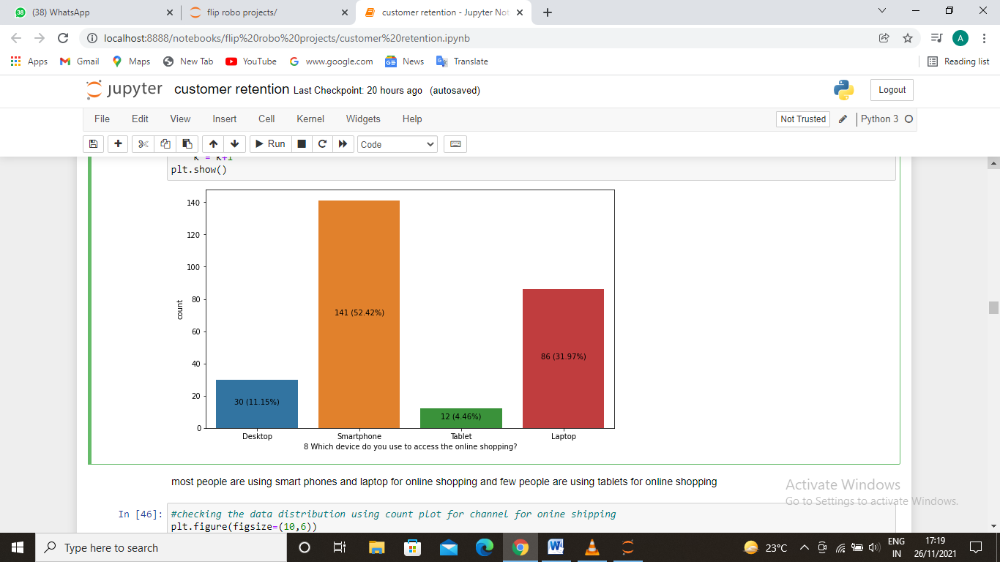 (38) WhatsApp
flip robo projects/
customer retention - Jupyter Not
localhost:8888/notebooks/flip%20robo%20projects/customer%20retention.ipynb
A
Apps
Gmail
Maps
New Tab
YouTube
www.google.com
News
Translate
Reading list
jupyter
customer retention Last Checkpoint: 20 hours ago (autosaved)
Logout
File Edit View Insert Cell Kernel Widgets Help
Not Trusted
Python 3
Run
Code
k = k+1
plt.show()
140
120
100
80
60
40
20
0
count
141 (52.42%)
86 (31.97%)
30 (11.15%)
12 (4.46%)
Desktop Smartphone Tablet Laptop
8 Which device do you use to access the online shopping?
most people are using smart phones and laptop for online shopping and few people are using tablets for online shopping
Activate Windows
Go to Settings to activate Windows.
In [46]: #checking the data distribution using count plot for channel for onine shipping
plt.figure(figsize=(10,6))
Type here to search
23°C
ENG
IN
17:19
26/11/2021